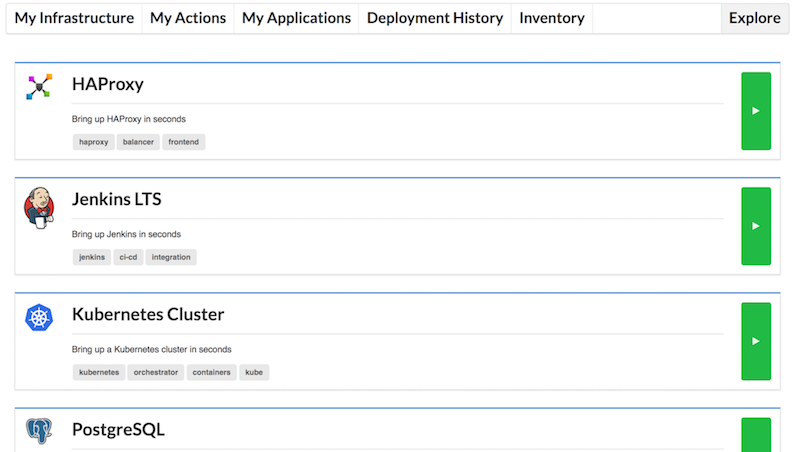 My Infrastructure My Actions My Applications Deployment History Inventory Explore
HAProxy
Bring up HAProxy in seconds
haproxy balancer frontend
Jenkins LTS
Bring up Jenkins in seconds
jenkins ci-cd integration
Kubernetes Cluster
Bring up a Kubernetes cluster in seconds
kubernetes orchestrator containers kube
PostgreSQL